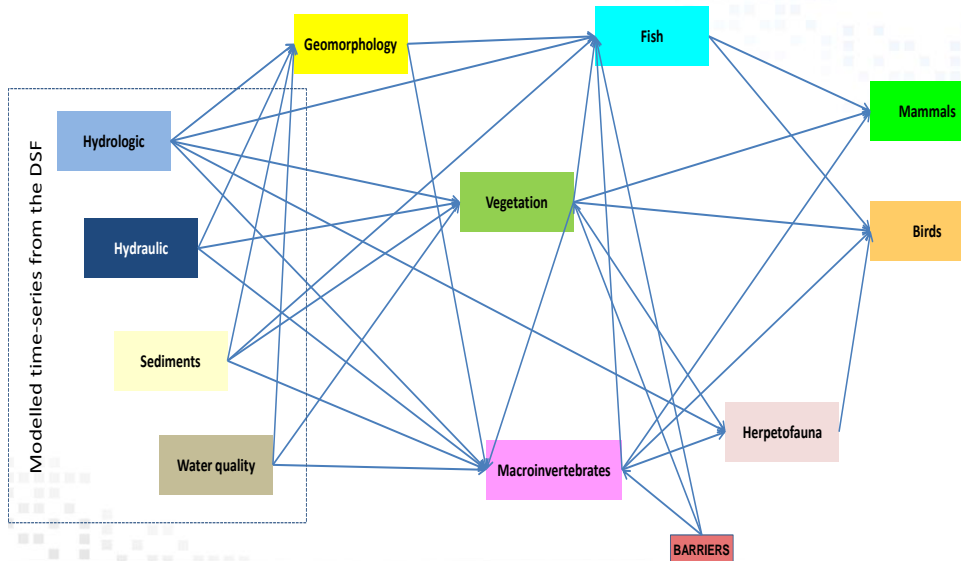 Geomorphology
Fish
Mammals
Modelled time-series from the DSF
Hydrologic
Vegetation
Birds
Hydraulic
Sediments
Herpetofauna
Water quality
Macroinvertebrates
BARRIERS